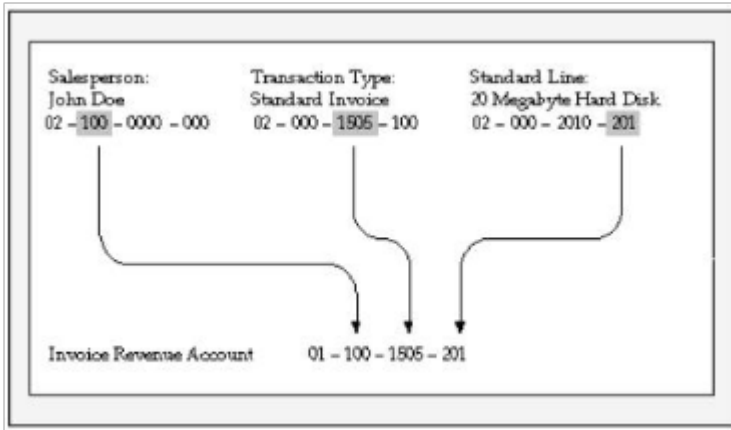 Salesperson:
John Doe
02 – 100 – 0000 – 000
Transaction Type:
Standard Invoice
02 – 000 – 1505 – 100
Standard Line:
20 Megabyte Hard Disk
02 – 000 – 2010 – 201
Invoice Revenue Account 01 – 100 – 1505 – 201